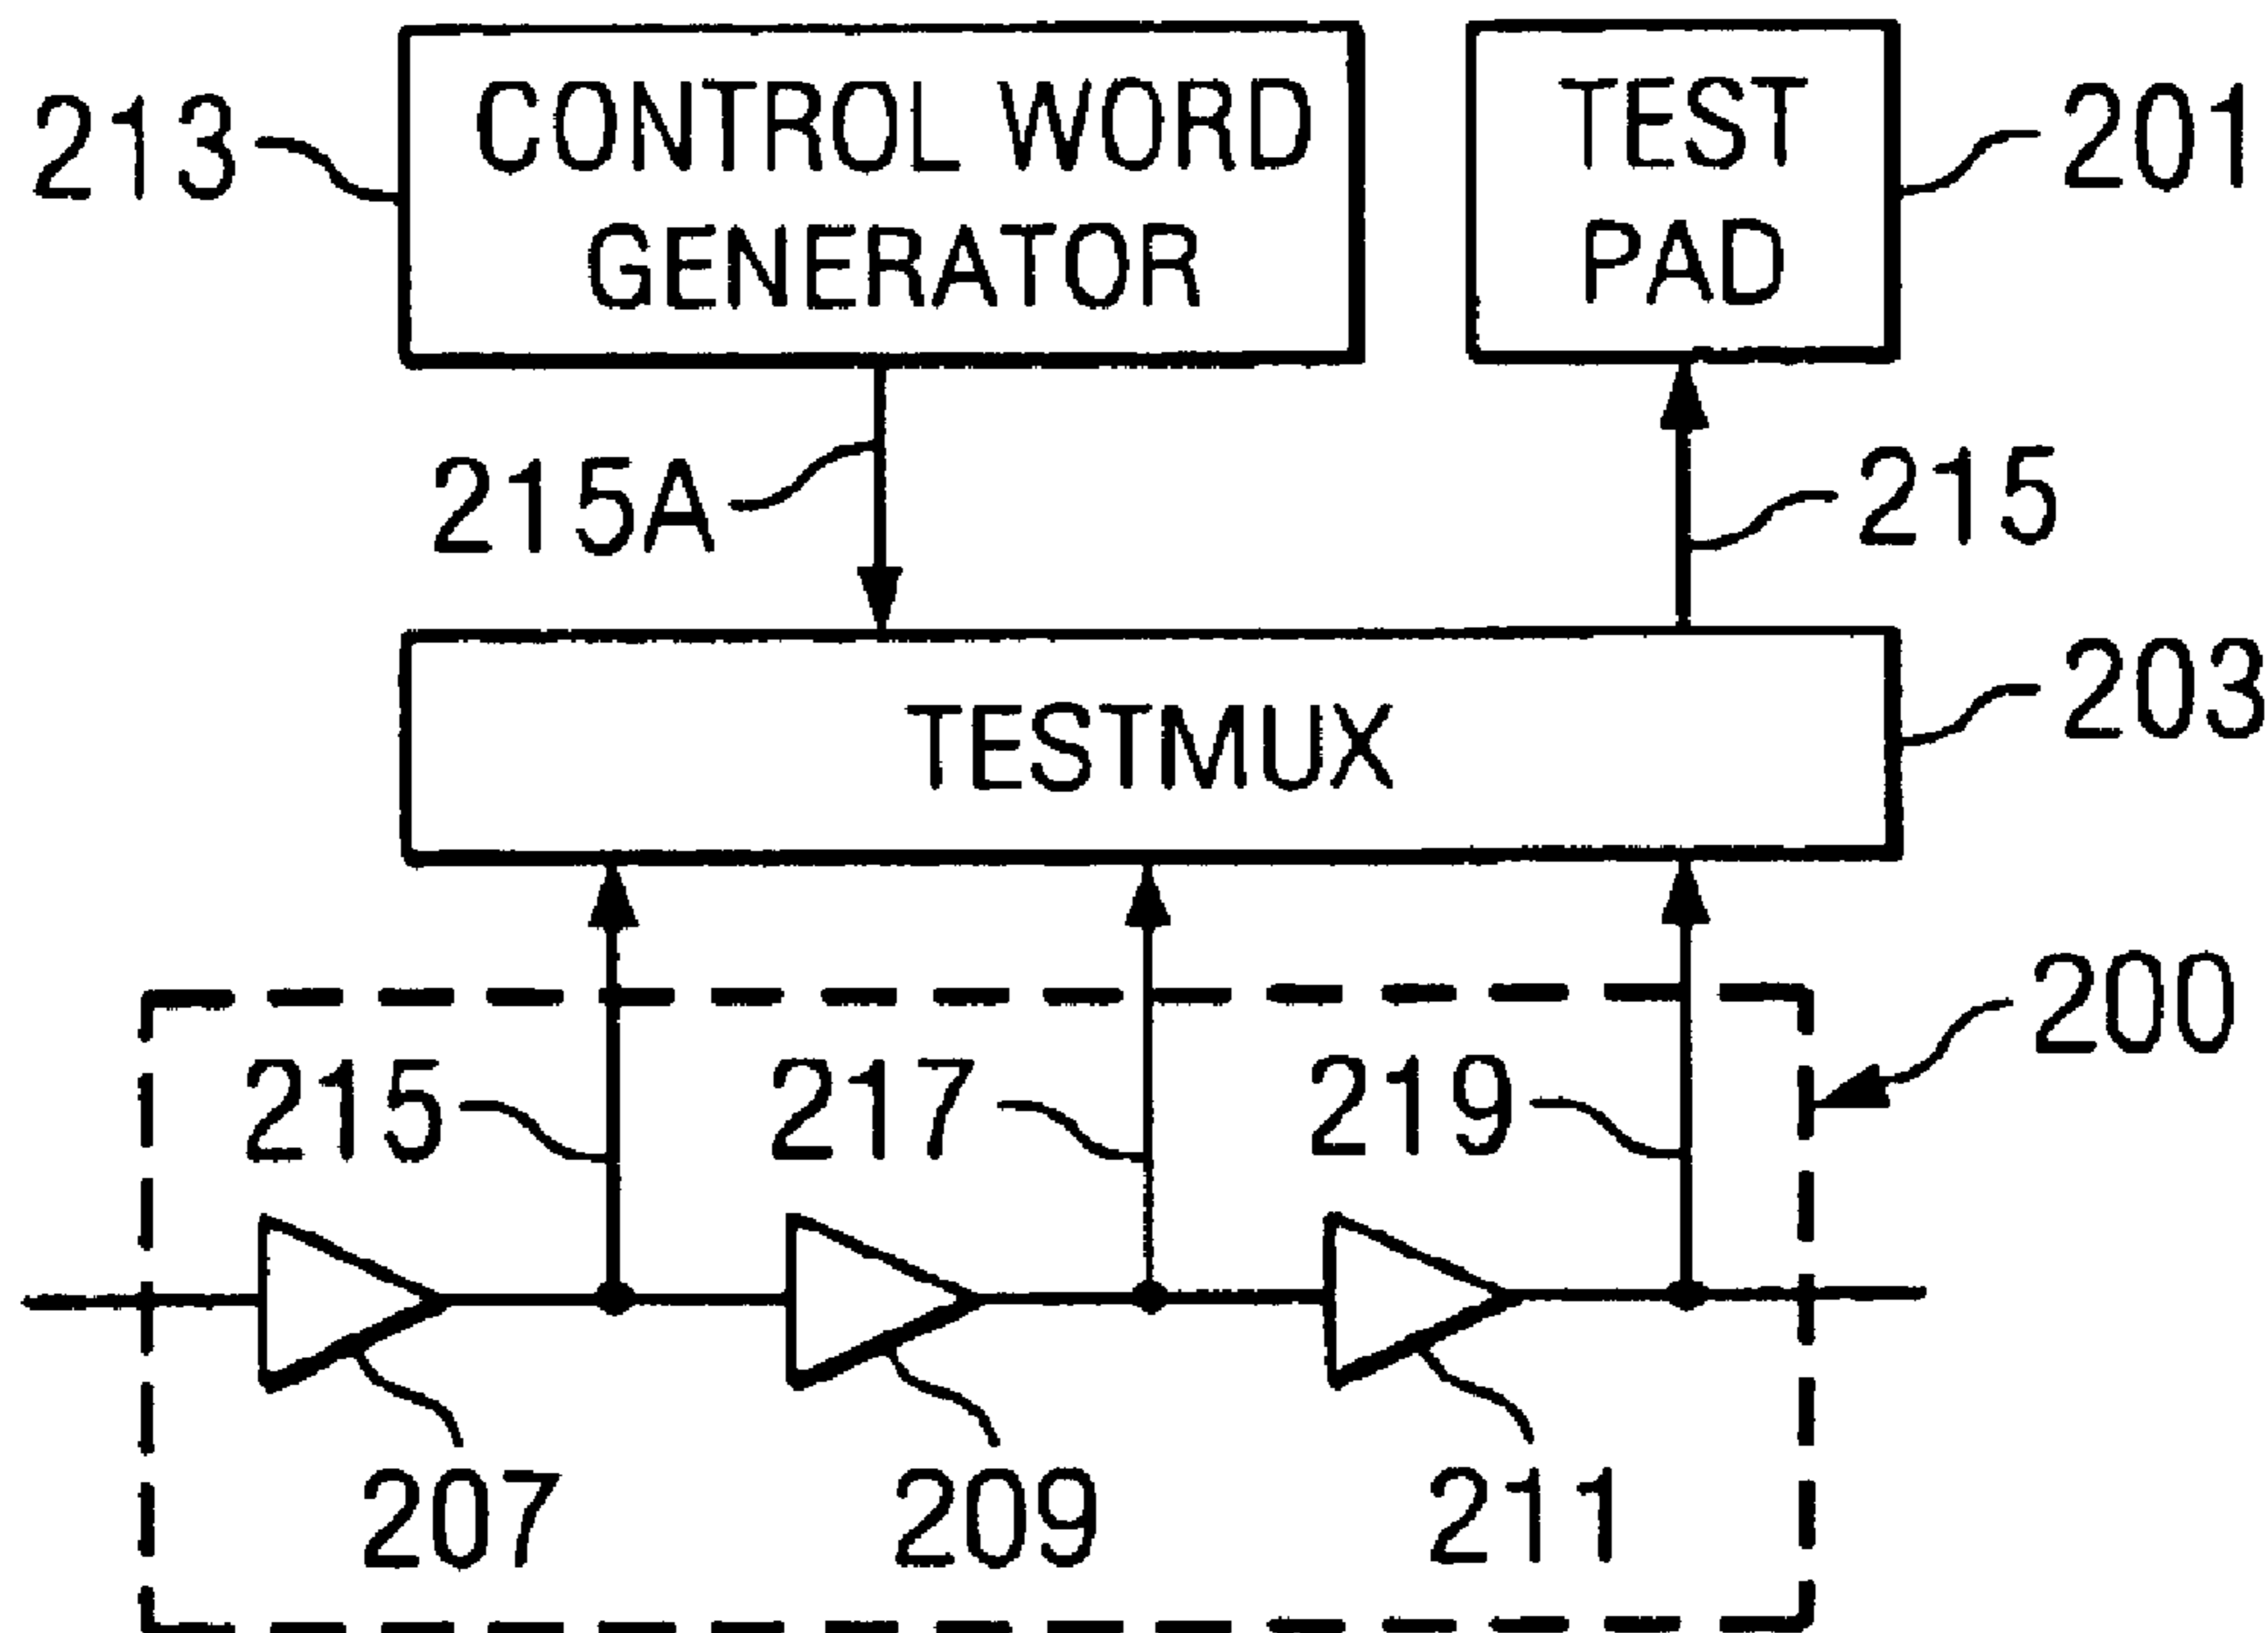 213
CONTROL WORD
GENERATOR
TEST
PAD
201
215A
215
TESTMUX
203
200
215
217
219
207
209
211